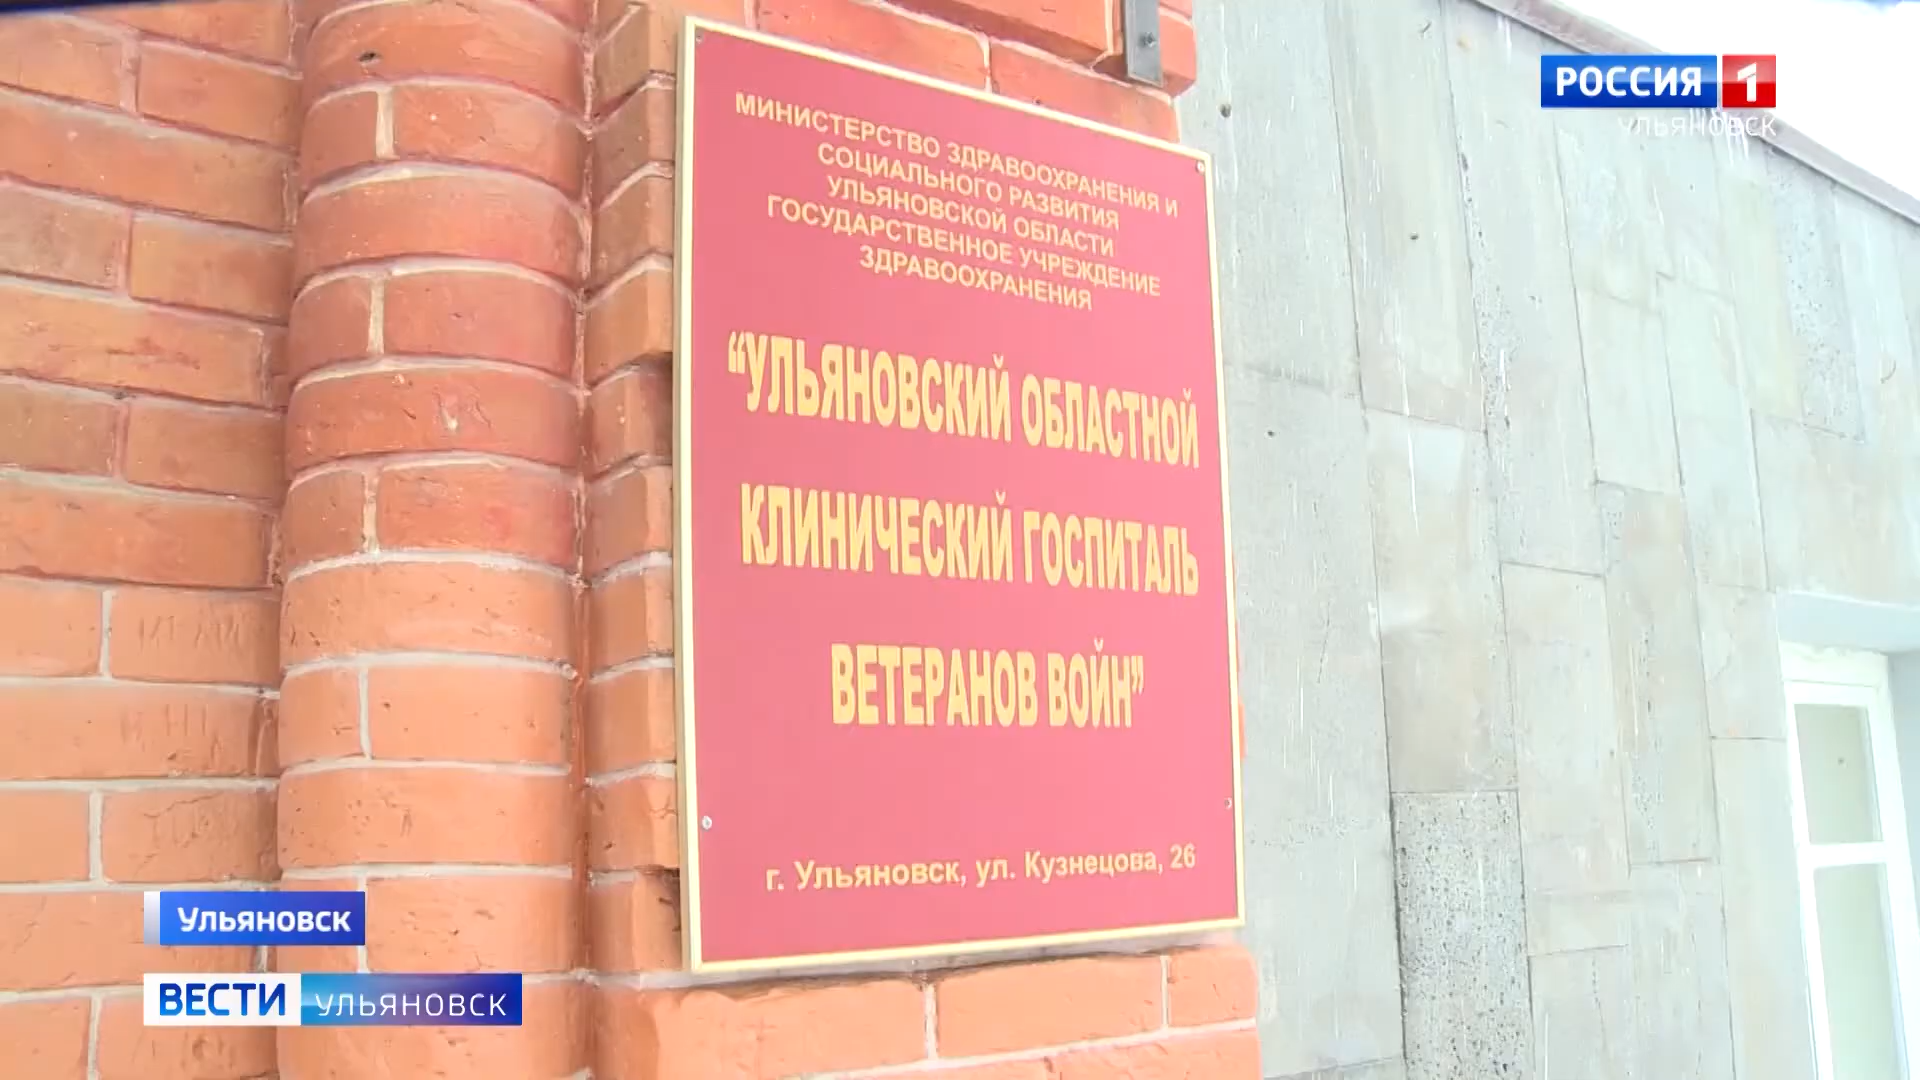 РОССИЯ 1
УЛЬЯНОВСК
МИНИСТЕРСТВО ЗДРАВООХРАНЕНИЯ И
СОЦИАЛЬНОГО РАЗВИТИЯ
УЛЬЯНОВСКОЙ ОБЛАСТИ
ГОСУДАРСТВЕННОЕ УЧРЕЖДЕНИЕ
ЗДРАВООХРАНЕНИЯ
“УЛЬЯНОВСКИЙ ОБЛАСТНОЙ
КЛИНИЧЕСКИЙ ГОСПИТАЛЬ
ВЕТЕРАНОВ ВОЙН”
г. Ульяновск, ул. Кузнецова, 26
Ульяновск
ВЕСТИ УЛЬЯНОВСК